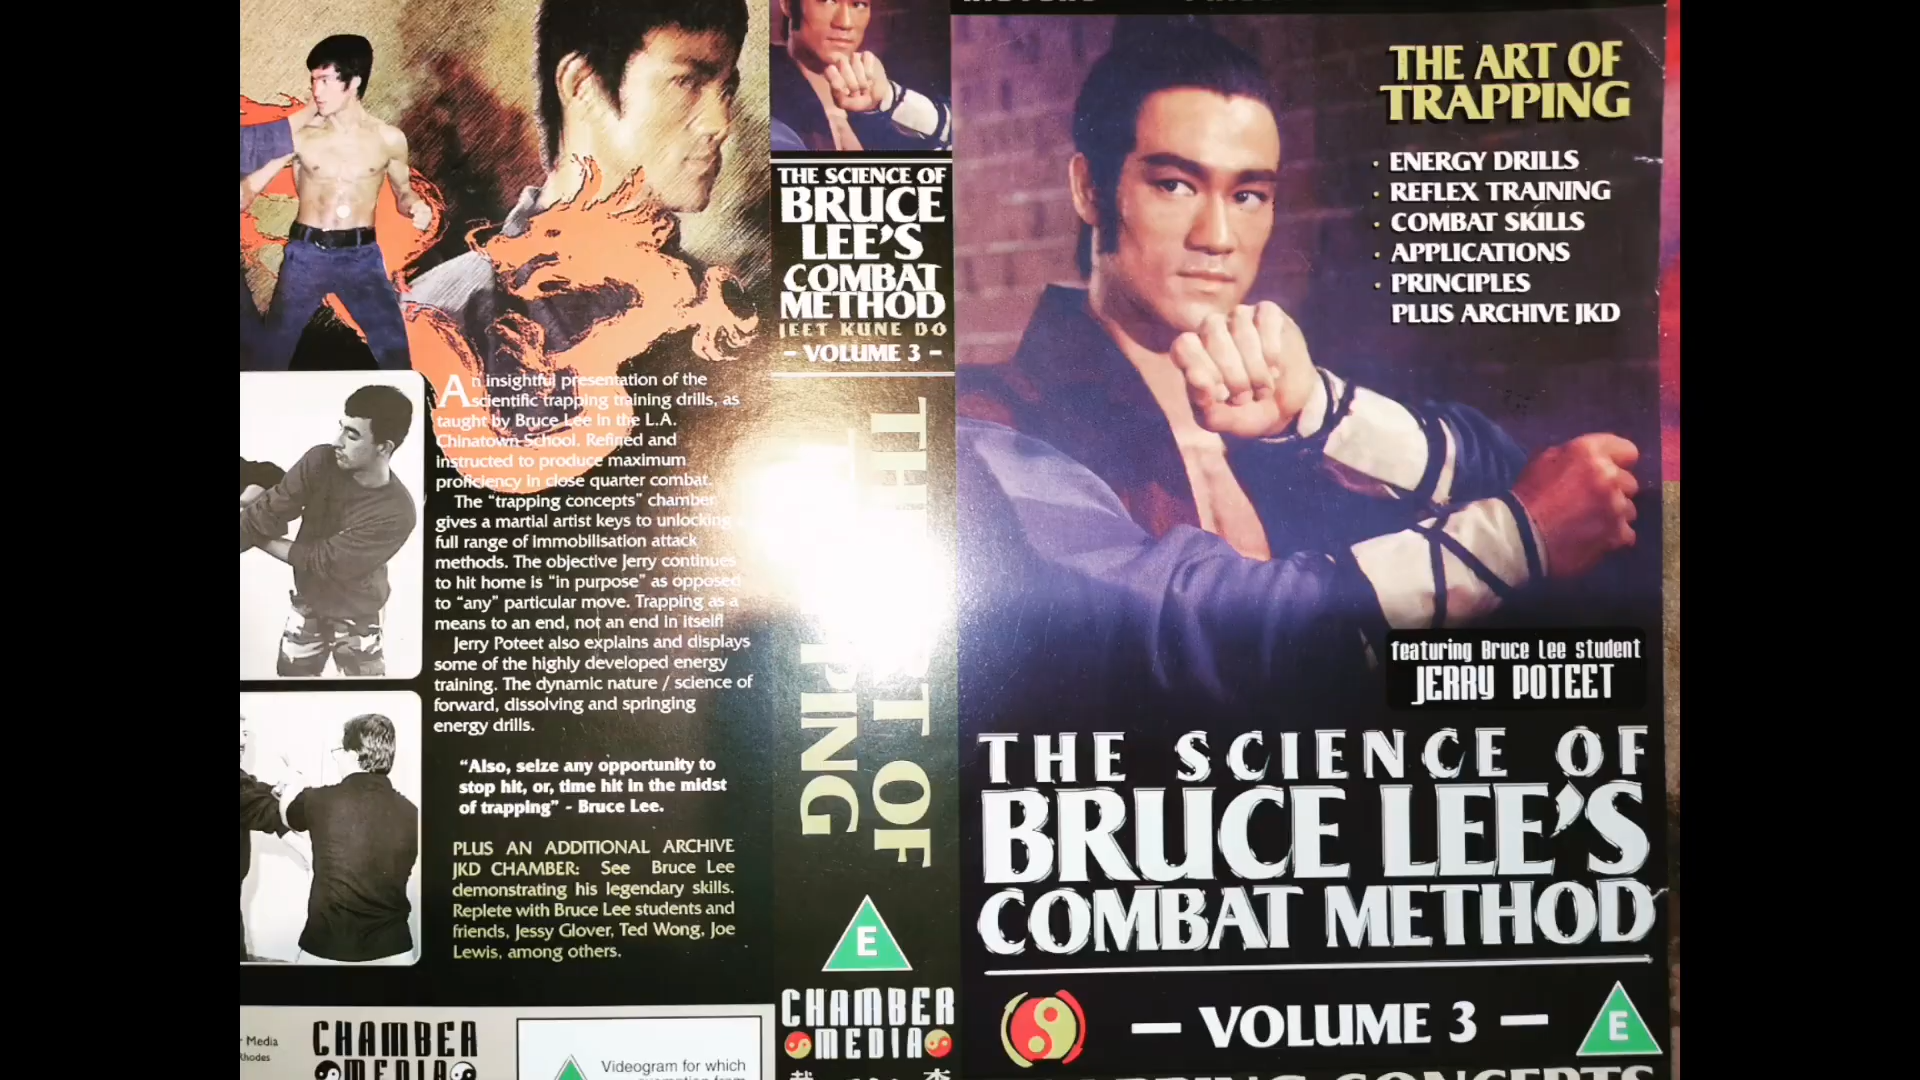 An insightful presentation of the
scientific trapping training drills, as
taught by Bruce Lee in the L.A.
Chinatown School. Refined and
instructed to produce maximum
proficiency in close quarter combat.
The “trapping concepts” chamber
gives a martial artist keys to unlocking
full range of immobilisation attack
methods. The objective Jerry continues
to hit home is “in purpose” as opposed
to “any” particular move. Trapping as a
means to an end, not an end in itself!
Jerry Poteet also explains and displays
some of the highly developed energy
training. The dynamic nature / science of
forward, dissolving and springing
energy drills.
“Also, seize any opportunity to
stop hit, or, time hit in the midst
of trapping” - Bruce Lee.
PLUS AN ADDITIONAL ARCHIVE
JKD CHAMBER: See Bruce Lee
demonstrating his legendary skills.
Replete with Bruce Lee students and
friends, Jessy Glover, Ted Wong, Joe
Lewis, among others.
Media
Rhodes
CHAMBER
MEDIA
Videogram for which
THE SCIENCE OF
BRUCE
LEE'S
COMBAT
METHOD
JEET KUNE DO
- VOLUME 3 -
OF
PING
E
CHAMBER
MEDIA
THE ART OF
TRAPPING
· ENERGY DRILLS
· REFLEX TRAINING
· COMBAT SKILLS
· APPLICATIONS
· PRINCIPLES
PLUS ARCHIVE JKD
featuring Bruce Lee student
JERRY POTEET
THE SCIENCE OF
BRUCE LEE'S
COMBAT METHOD
- VOLUME 3 -
E
CONCEPTS